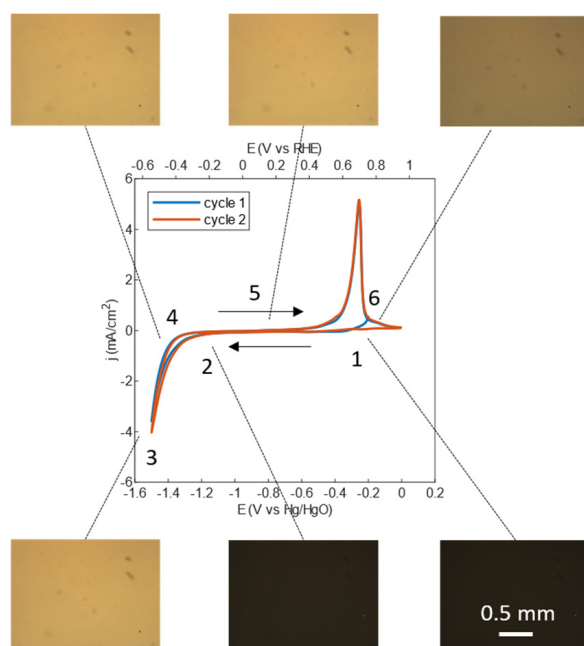 E (V vs RHE)
-0.6 -0.4 -0.2 0 0.2 0.4 0.6 0.8 1
6
4
2
0
-2
-4
-6
j (mA/cm²)
cycle 1
cycle 2
5
6
4
1
2
3
-1.6 -1.4 -1.2 -1 -0.8 -0.6 -0.4 -0.2 0 0.2
E (V vs Hg/HgO)
0.5 mm